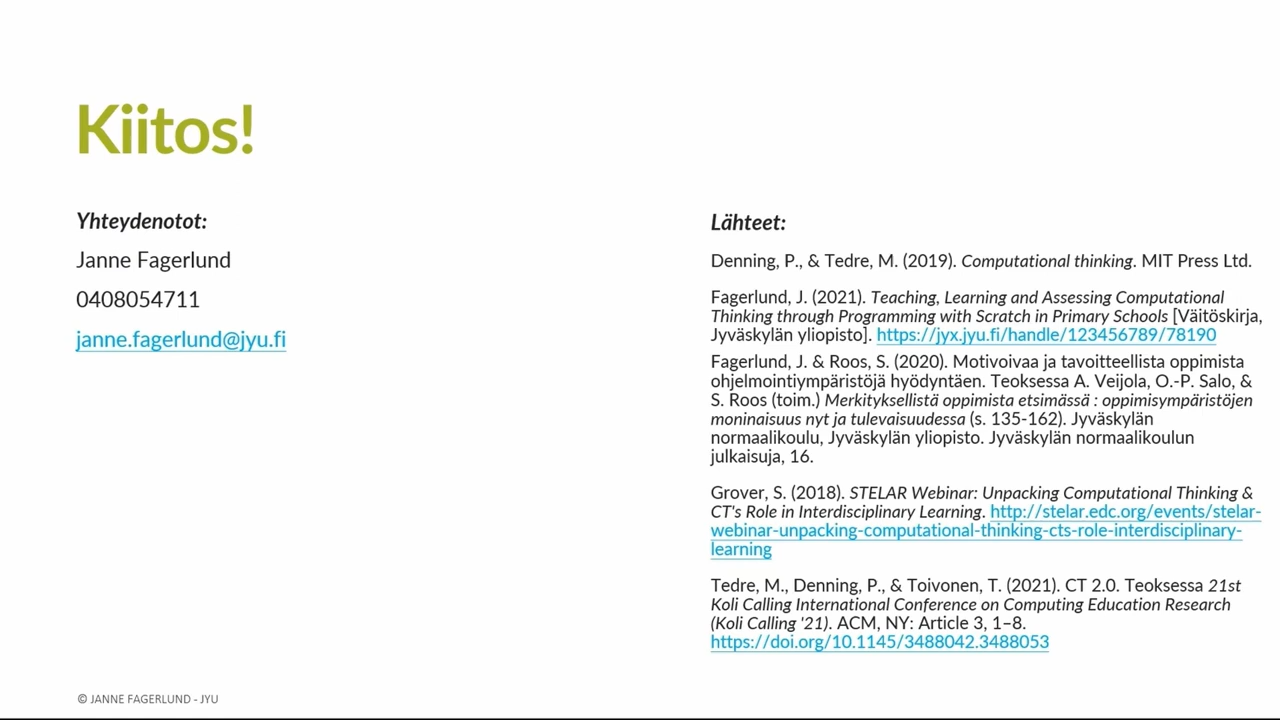 Kiitos!
Yhteydenotot:
Janne Fagerlund
0408054711
janne.fagerlund@jyu.fi
Lähteet:
Denning, P., & Tedre, M. (2019). Computational thinking. MIT Press Ltd.
Fagerlund, J. (2021). Teaching, Learning and Assessing Computational
Thinking through Programming with Scratch in Primary Schools [Väitöskirja,
Jyväskylän yliopisto]. https://jyx.jyu.fi/handle/123456789/78190
Fagerlund, J. & Roos, S. (2020). Motivoivaa ja tavoitteellista oppimista
ohjelmointiympäristöjä hyödyntäen. Teoksessa A. Veijola, O.-P. Salo, &
S. Roos (toim.) Merkityksellistä oppimista etsimässä : oppimisympäristöjen
moninaisuus nyt ja tulevaisuudessa (s. 135-162). Jyväskylän
normaalikoulu, Jyväskylän yliopisto. Jyväskylän normaalikoulun
julkaisuja, 16.
Grover, S. (2018). STELAR Webinar: Unpacking Computational Thinking &
CT's Role in Interdisciplinary Learning. http://stelar.edc.org/events/stelar-
webinar-unpacking-computational-thinking-cts-role-interdisciplinary-
learning
Tedre, M., Denning, P., & Toivonen, T. (2021). CT 2.0. Teoksessa 21st
Koli Calling International Conference on Computing Education Research
(Koli Calling '21). ACM, NY: Article 3, 1–8.
https://doi.org/10.1145/3488042.3488053
© JANNE FAGERLUND - JYU